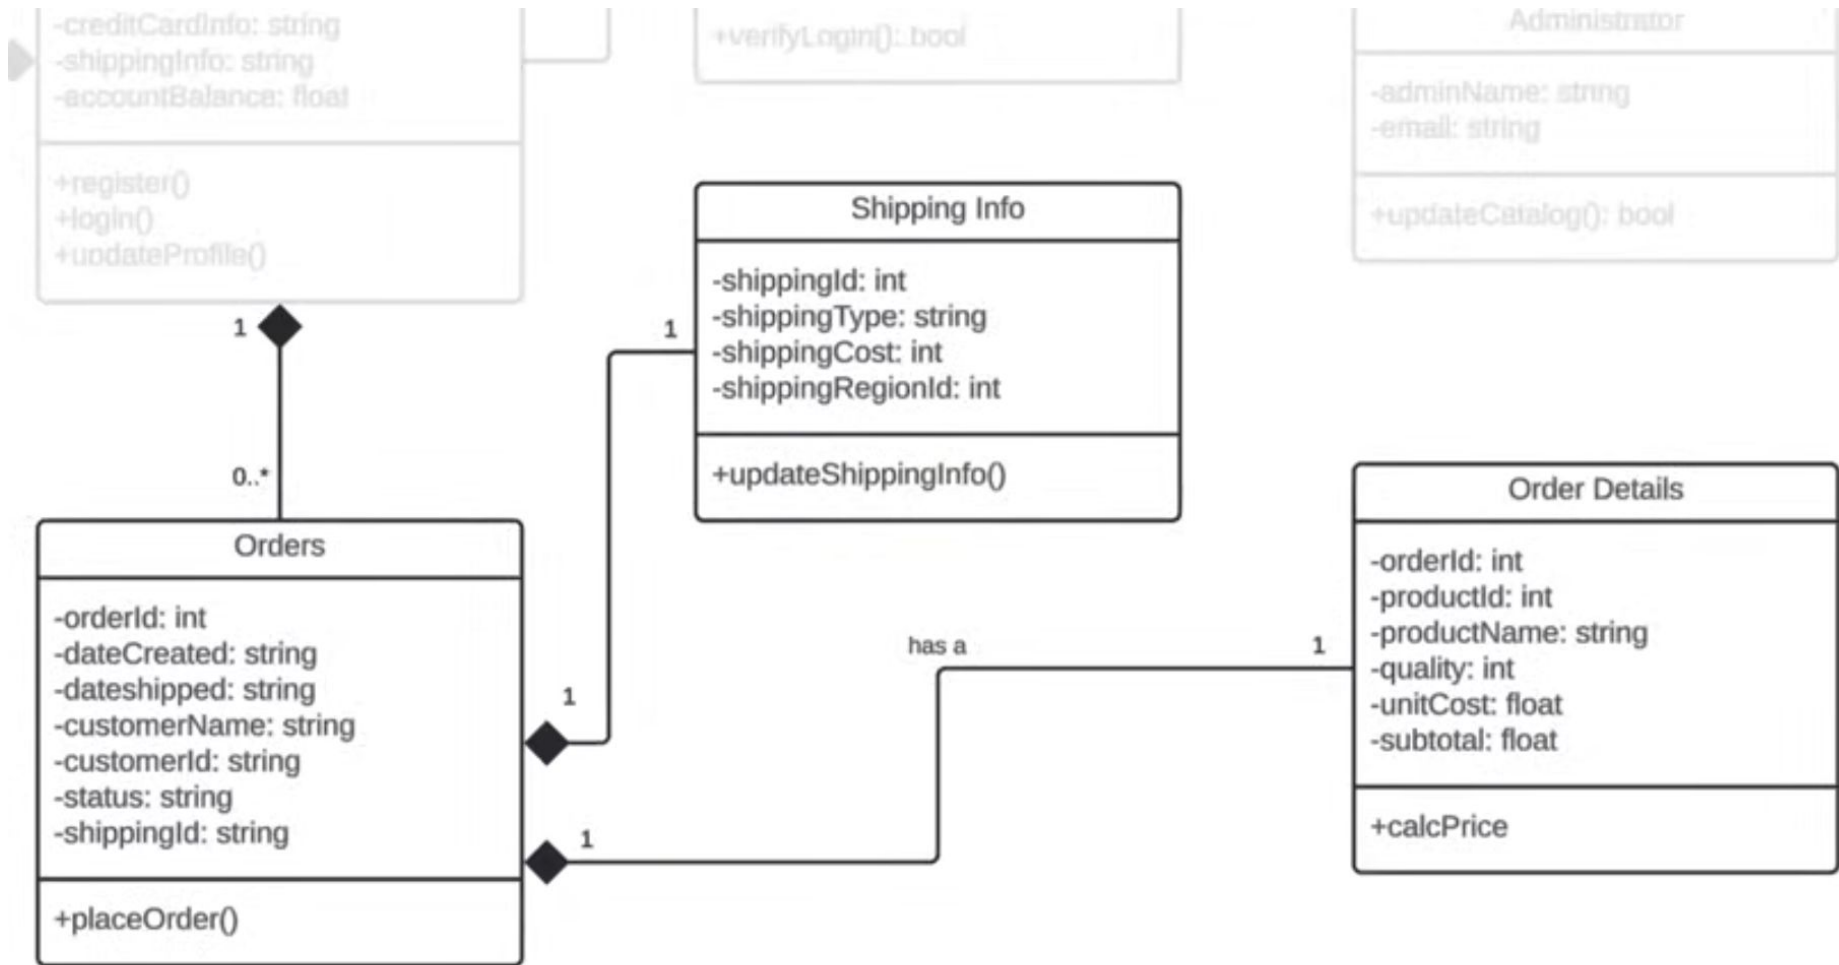 -creditCardInfo: string
-shippingInfo: string
-accountBalance: float
+register()
+login()
+updateProfile()
+verifyLogin(): bool
Administrator
-adminName: string
-email: string
+updateCatalog(): bool
Shipping Info
-shippingId: int
-shippingType: string
-shippingCost: int
-shippingRegionId: int
+updateShippingInfo()
1
0..*
1
Orders
-orderId: int
-dateCreated: string
-dateshipped: string
-customerName: string
-customerId: string
-status: string
-shippingId: string
+placeOrder()
1
1
has a
1
Order Details
-orderId: int
-productId: int
-productName: string
-quality: int
-unitCost: float
-subtotal: float
+calcPrice